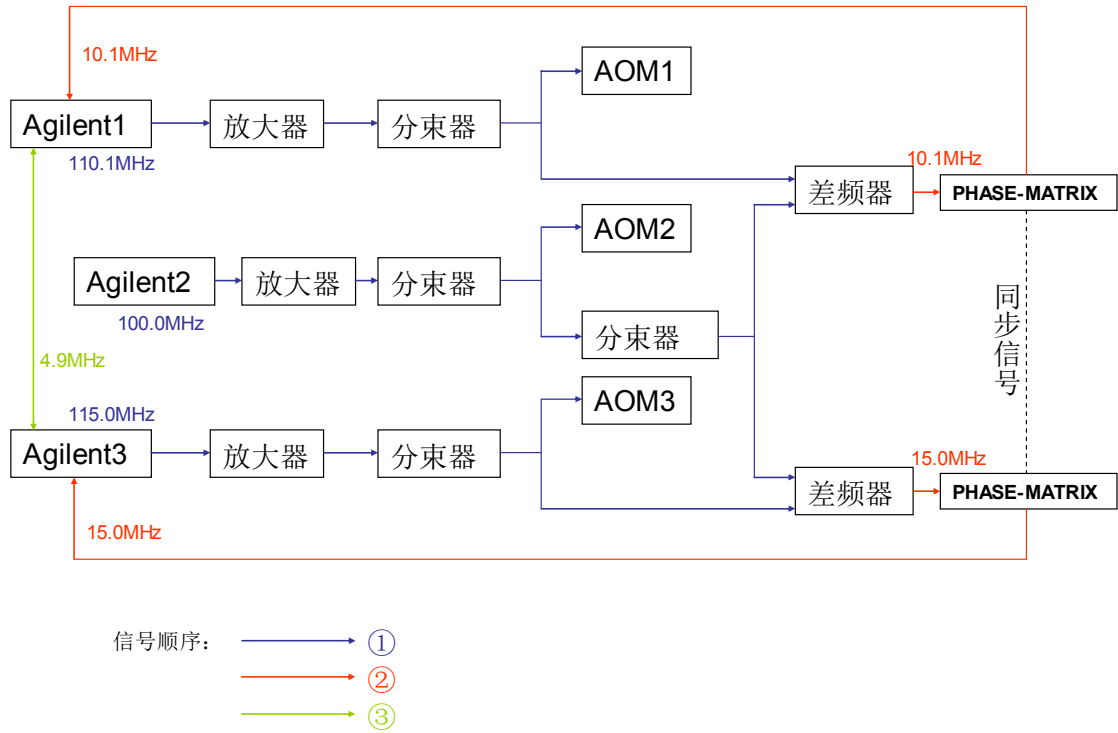 10.1MHz
AOM1
Agilent1
放大器
分束器
110.1MHz
10.1MHz
差频器
PHASE-MATRIX
AOM2
Agilent2
放大器
分束器
100.0MHz
分束器
同步信号
4.9MHz
AOM3
115.0MHz
Agilent3
放大器
分束器
15.0MHz
差频器
PHASE-MATRIX
15.0MHz
信号顺序：
①
②
③